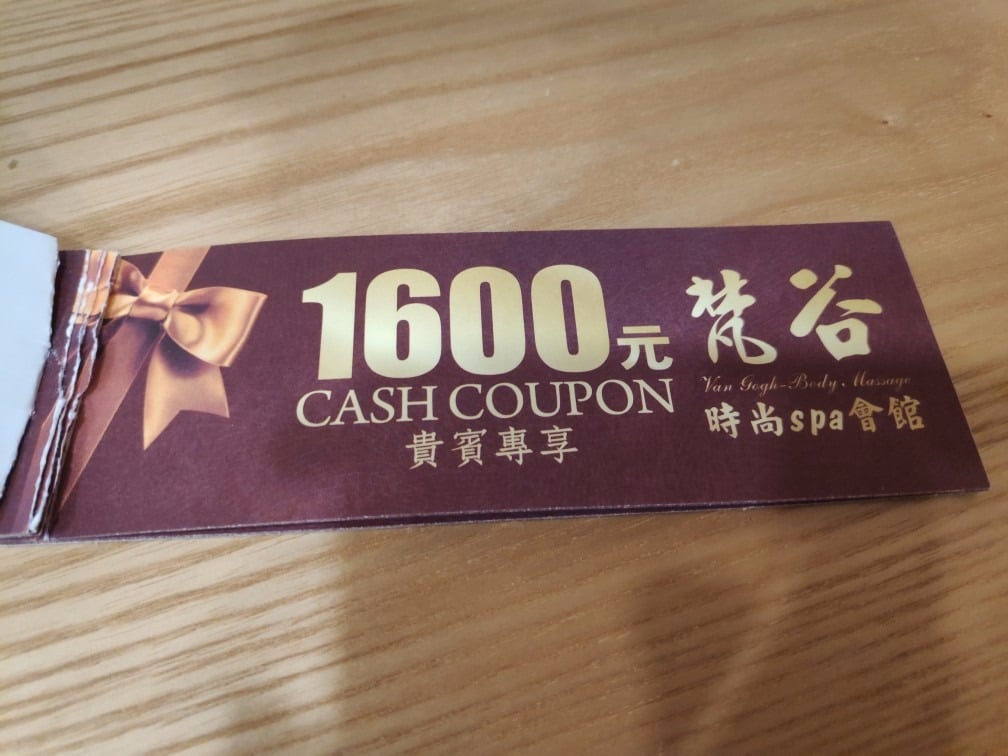 1600元
CASH COUPON
貴賓專享
梵谷
Van Gogh-Body.Massage
時尚spa會館